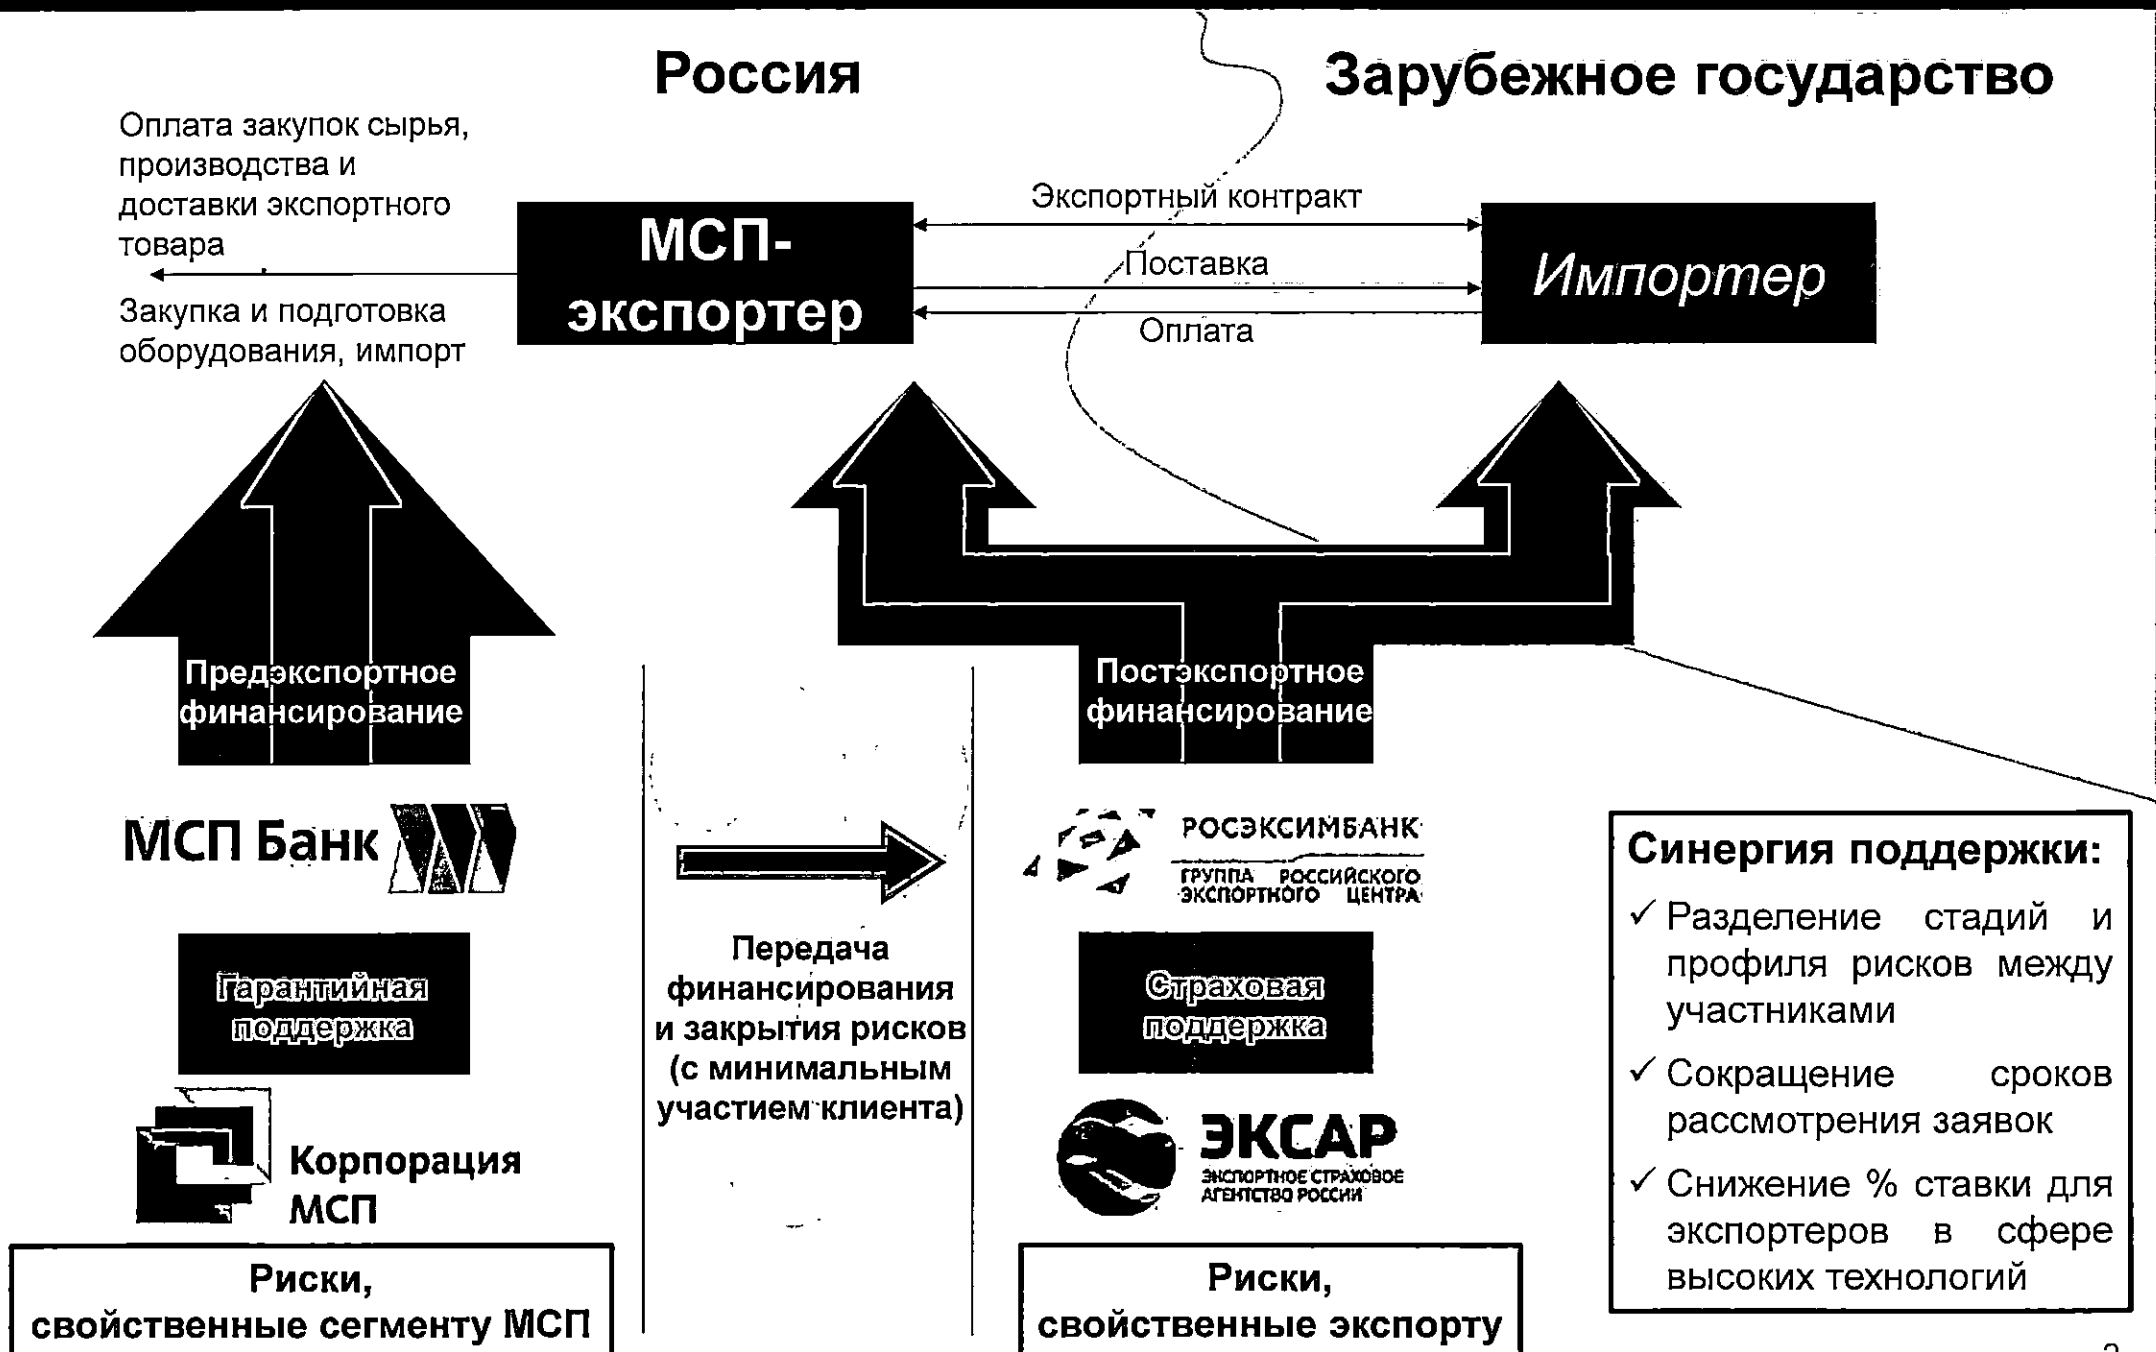 Россия
Зарубежное государство
Оплата закупок сырья,
производства и
доставки экспортного
товара
Закупка и подготовка
оборудования, импорт
МСП-
экспортер
Экспортный контракт
Поставка
Оплата
Импортер
Предэкспортное
финансирование
Постэкспортное
финансирование
МСП Банк
Гарантийная
поддержка
Корпорация
МСП
Риски,
свойственные сегменту МСП
Передача
финансирования
и закрытия рисков
(с минимальным
участием клиента)
РОСЭКСИМБАНК
ГРУППА РОССИЙСКОГО
ЭКСПОРТНОГО ЦЕНТРА
Страховая
поддержка
ЭКСАР
ЭКСПОРТНОЕ СТРАХОВОЕ
АГЕНТСТВО РОССИИ
Риски,
свойственные экспорту
Синергия поддержки:
✓ Разделение стадий и
профиля рисков между
участниками
✓ Сокращение сроков
рассмотрения заявок
✓ Снижение % ставки для
экспортеров в сфере
высоких технологий